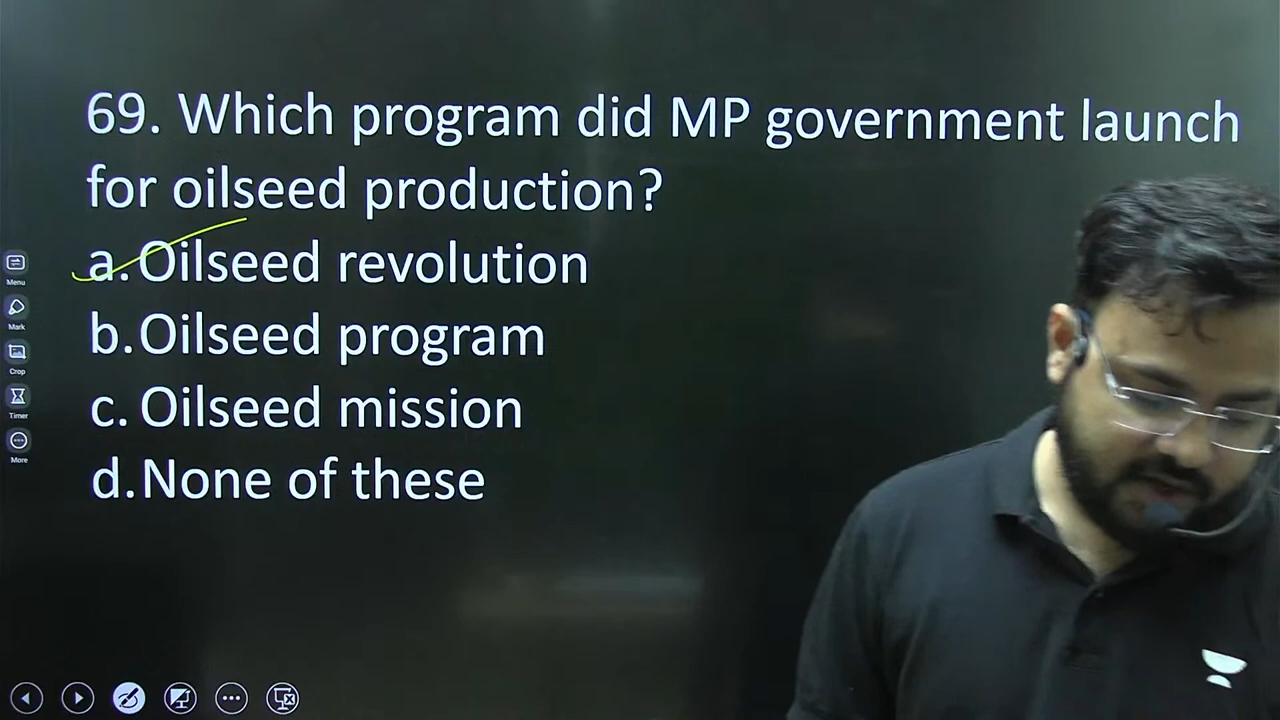 69. Which program did MP government launch
for oilseed production?
a. Oilseed revolution
b. Oilseed program
c. Oilseed mission
d. None of these
Menu
Mark
Crop
Timer
More